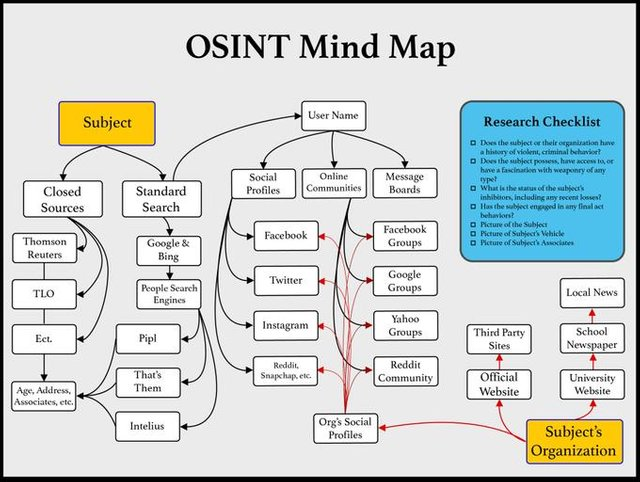 OSINT Mind Map
Subject
User Name
Research Checklist
Does the subject or their organization have
a history of violent, criminal behavior?
Does the subject possess, have access to, or
have a fascination with weaponry of any
type?
What is the status of the subject's
inhibitors, including any recent losses?
Has the subject engaged in any final act
behaviors?
Picture of the Subject
Picture of Subject's Vehicle
Picture of Subject's Associates
Closed
Sources
Standard
Search
Social
Profiles
Online
Communities
Message
Boards
Thomson
Reuters
TLO
Ect.
Age, Address,
Associates, etc.
Google &
Bing
People Search
Engines
Pipl
That's
Them
Intelius
Facebook
Twitter
Instagram
Reddit,
Snapchap, etc.
Facebook
Groups
Google
Groups
Yahoo
Groups
Reddit
Community
Org's Social
Profiles
Third Party
Sites
Official
Website
Local News
School
Newspaper
University
Website
Subject's
Organization